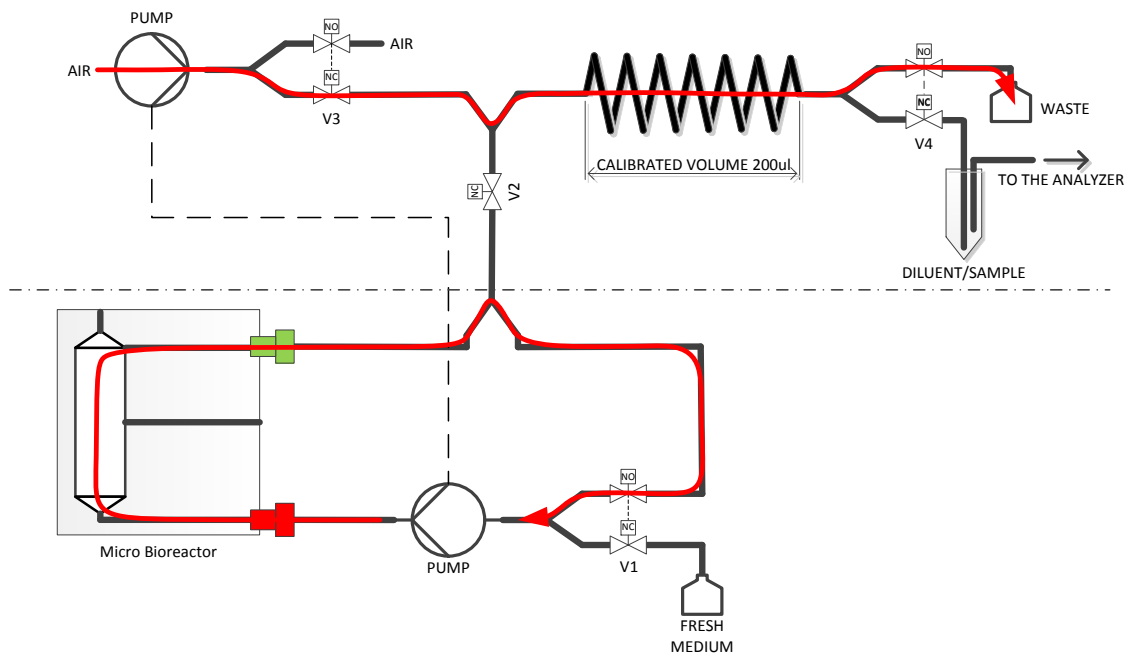 PUMP
NO
AIR
AIR
NC
V3
NO
NC
V4
WASTE
CALIBRATED VOLUME 200ul
TO THE ANALYZER
NC
V2
DILUENT/SAMPLE
Micro Bioreactor
PUMP
NO
NC
V1
FRESH
MEDIUM